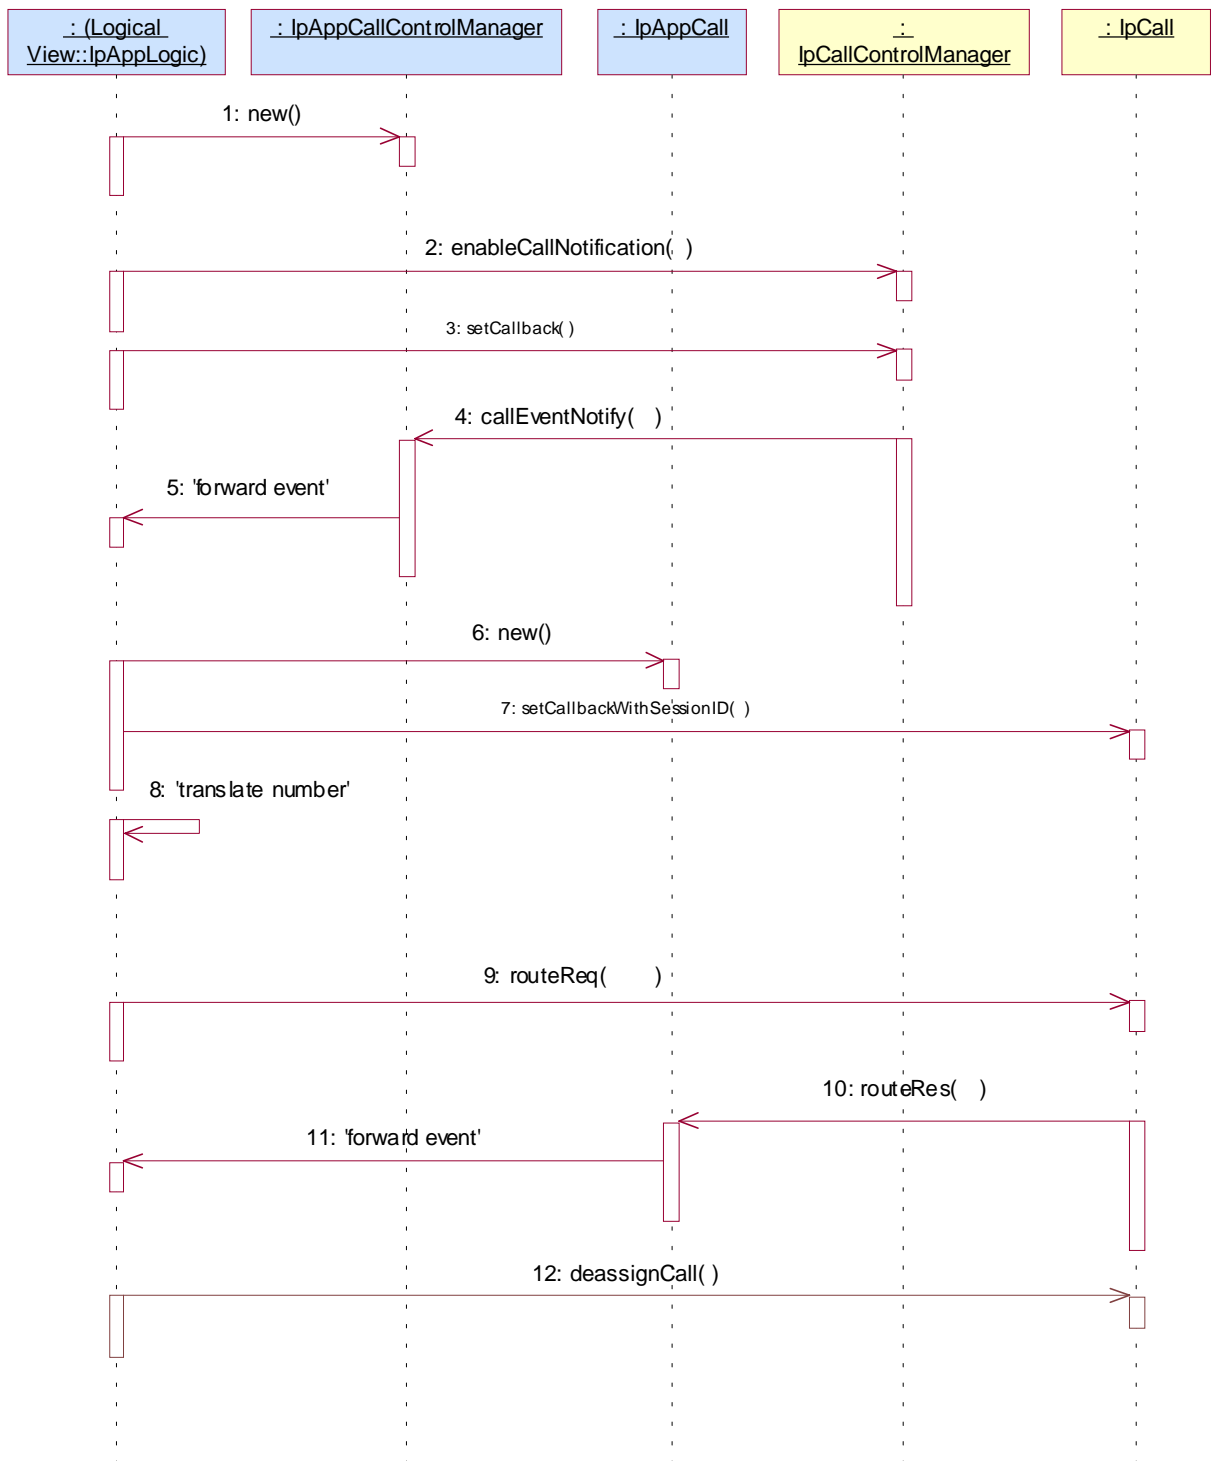 : (Logical
View::IpAppLogic)
: IpAppCallControlManager
: IpAppCall
:
IpCallControlManager
: IpCall
1: new()
2: enableCallNotification( )
3: setCallback( )
4: callEventNotify( )
5: 'forward event'
6: new()
7: setCallbackWithSessionID( )
8: 'translate number'
9: routeReq( )
10: routeRes( )
11: 'forward event'
12: deassignCall( )